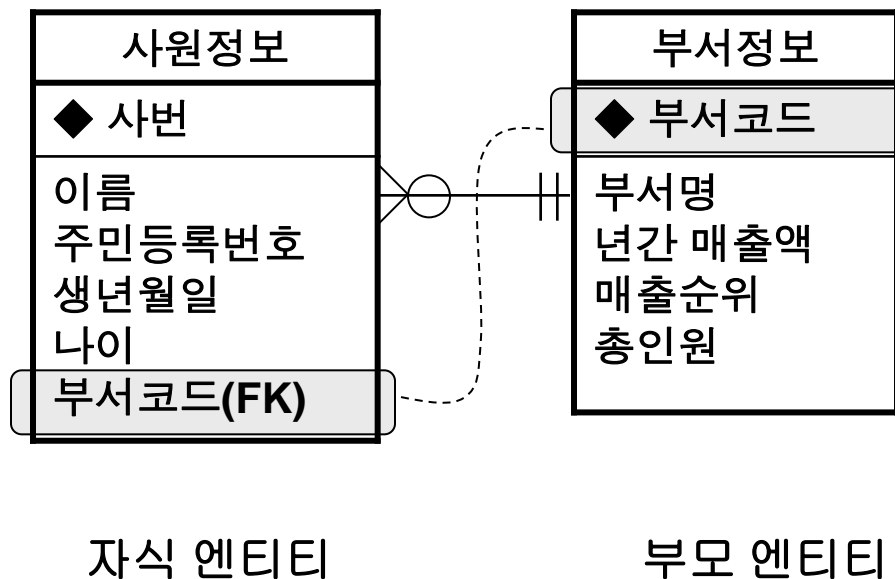 사원정보
◆ 사번
이름
주민등록번호
생년월일
나이
부서코드(FK)
자식 엔티티
부서정보
◆ 부서코드
부서명
년간 매출액
매출순위
총인원
부모 엔티티